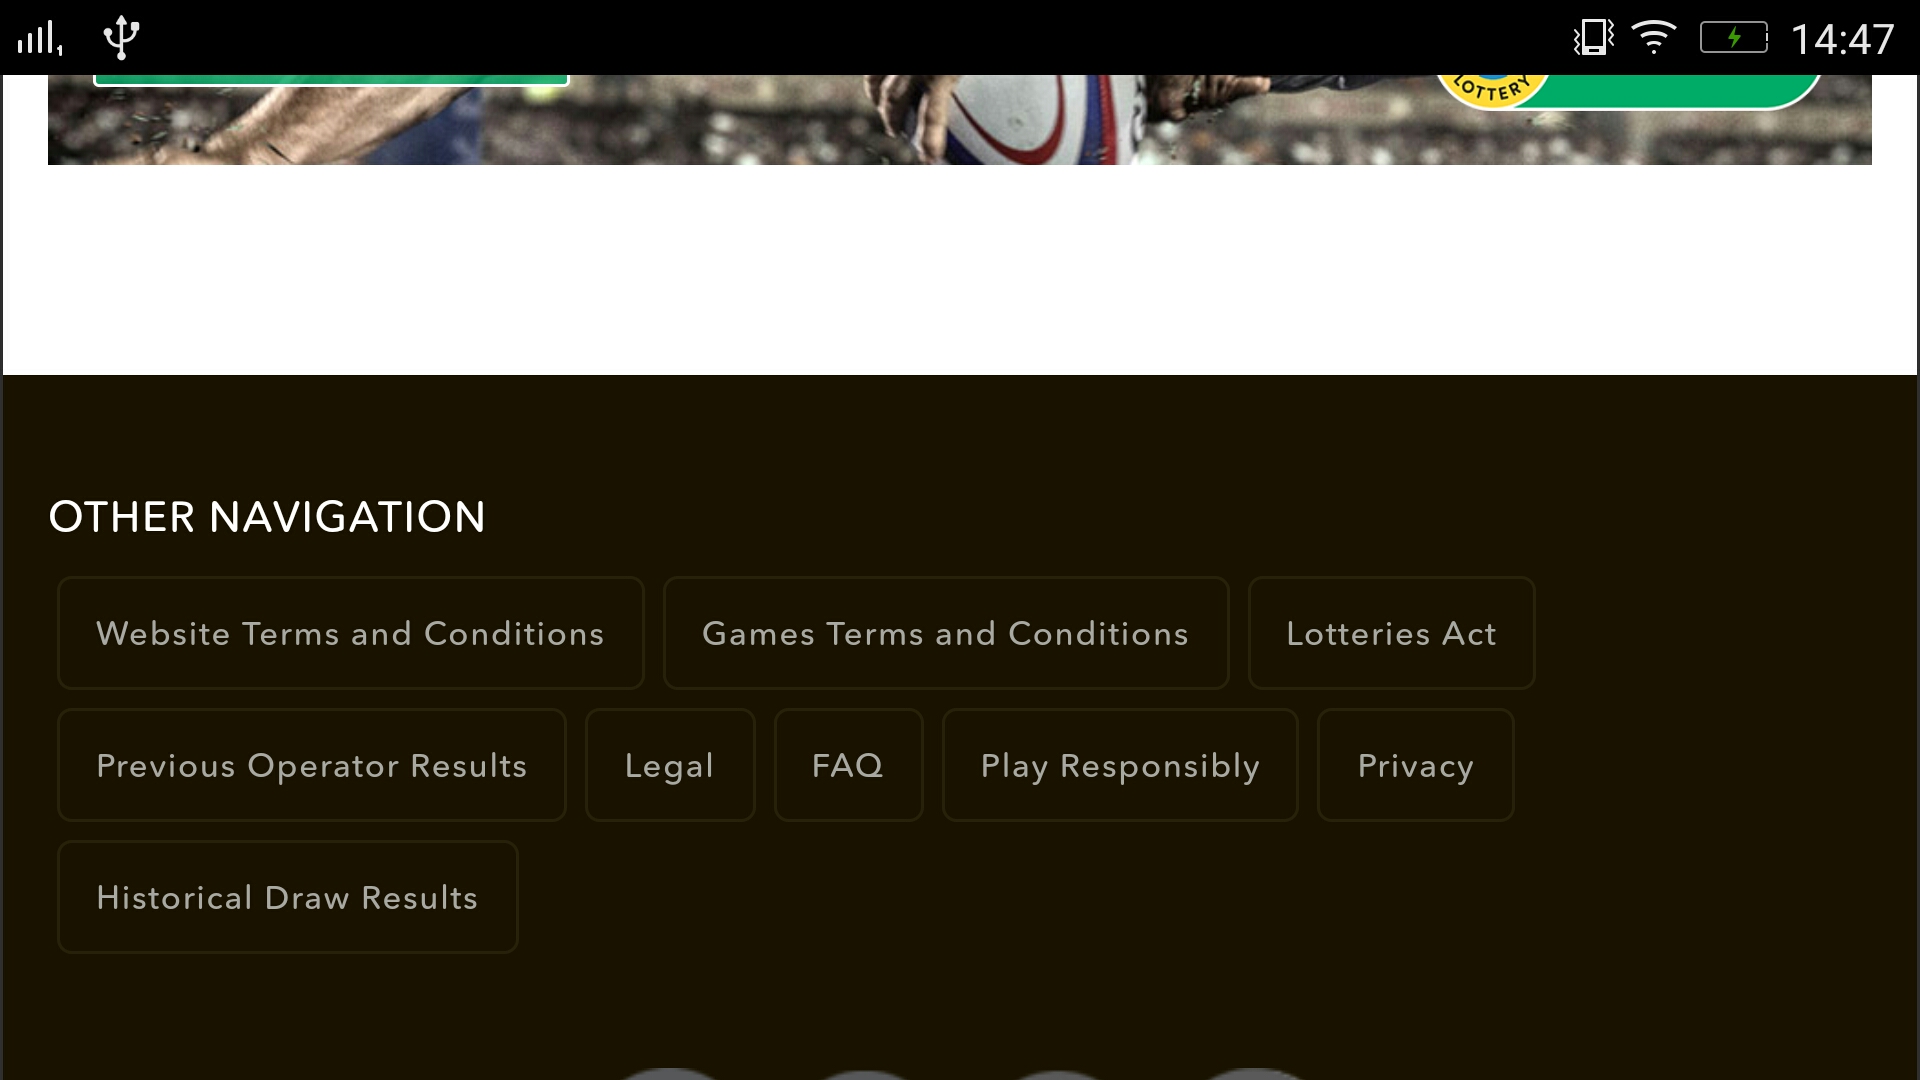 14:47
LOTTERY
OTHER NAVIGATION
Website Terms and Conditions
Games Terms and Conditions
Lotteries Act
Previous Operator Results
Legal
FAQ
Play Responsibly
Privacy
Historical Draw Results